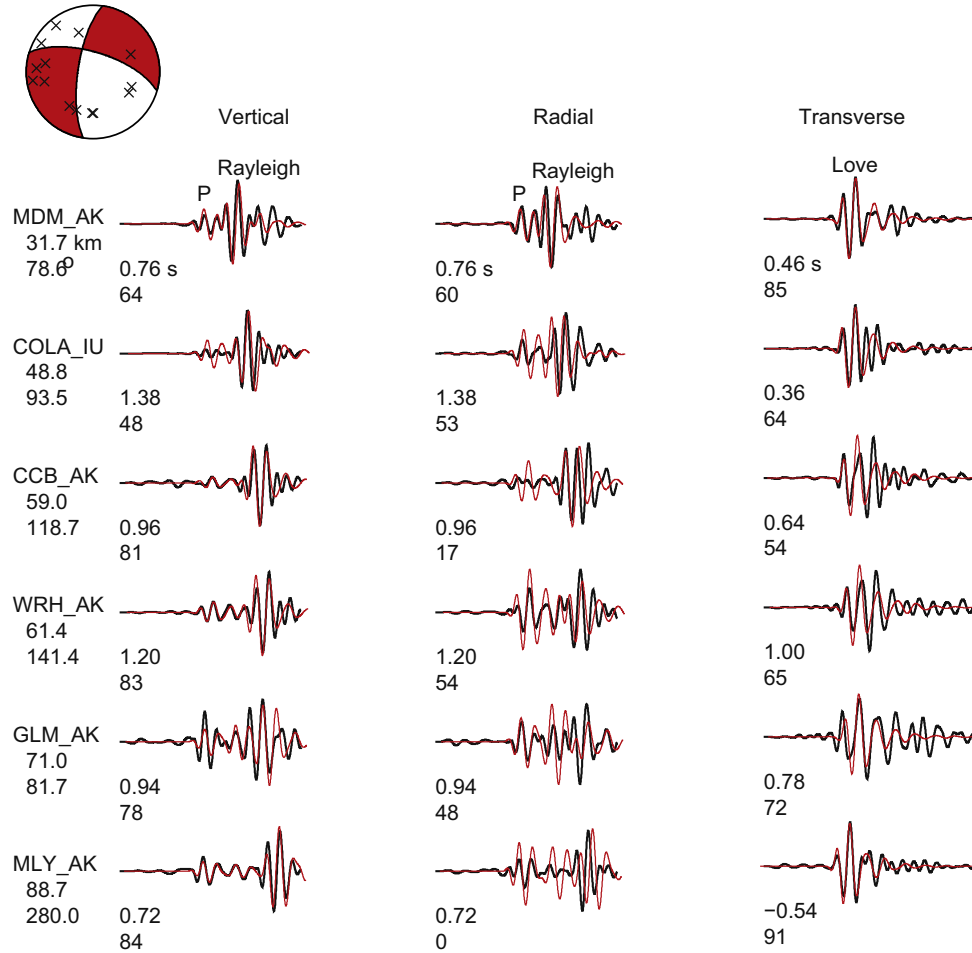 Vertical Radial Transverse
Rayleigh Rayleigh Love
P P
MDM_AK
31.7 km
78.6°
0.76 s 0.76 s 0.46 s
64 60 85
COLA_IU
48.8
93.5
1.38 1.38 0.36
48 53 64
CCB_AK
59.0
118.7
0.96 0.96 0.64
81 17 54
WRH_AK
61.4
141.4
1.20 1.20 1.00
83 54 65
GLM_AK
71.0
81.7
0.94 0.94 0.78
78 48 72
MLY_AK
88.7
280.0
0.72 0.72 −0.54
84 0 91